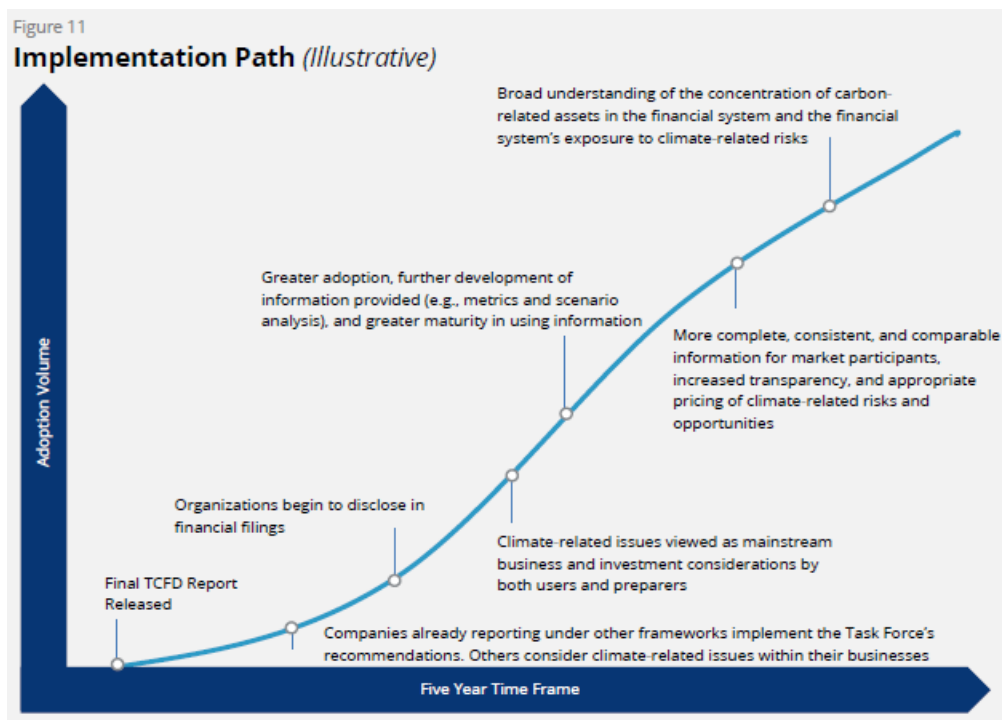 Figure 11
Implementation Path (Illustrative)
Broad understanding of the concentration of carbon-
related assets in the financial system and the financial
system's exposure to climate-related risks
Greater adoption, further development of
information provided (e.g., metrics and scenario
analysis), and greater maturity in using information
More complete, consistent, and comparable
information for market participants,
increased transparency, and appropriate
pricing of climate-related risks and
opportunities
Adoption Volume
Organizations begin to disclose in
financial filings
Climate-related issues viewed as mainstream
business and investment considerations by
both users and preparers
Final TCFD Report
Released
Companies already reporting under other frameworks implement the Task Force's
recommendations. Others consider climate-related issues within their businesses
Five Year Time Frame